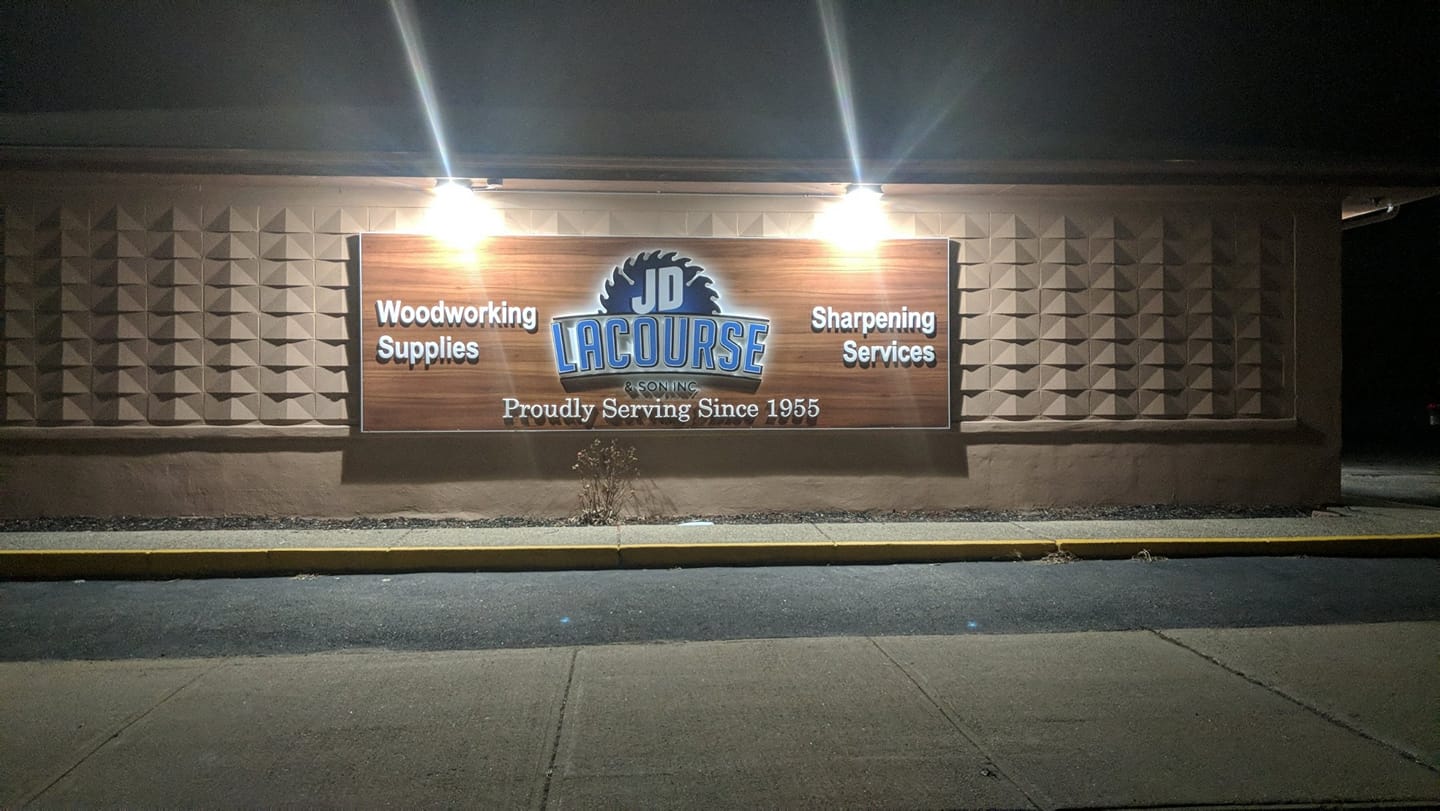 Woodworking
Supplies
JD
LACOURSE
& SON INC.
Sharpening
Services
Proudly Serving Since 1955